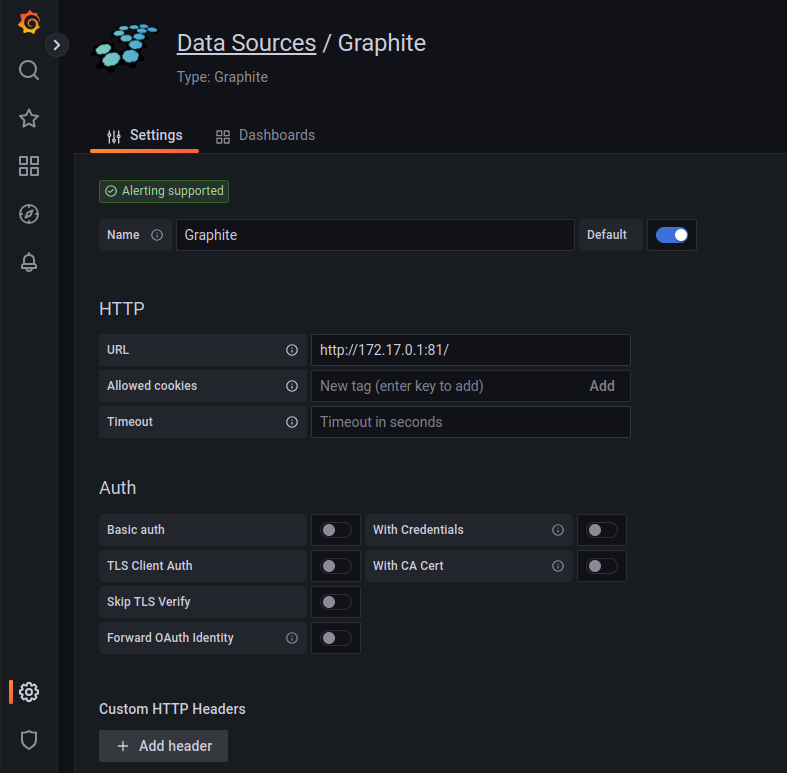 Data Sources / Graphite
Type: Graphite
Settings
Dashboards
Alerting supported
Name
Graphite
Default
HTTP
URL
http://172.17.0.1:81/
Allowed cookies
New tag (enter key to add)
Add
Timeout
Timeout in seconds
Auth
Basic auth
With Credentials
TLS Client Auth
With CA Cert
Skip TLS Verify
Forward OAuth Identity
Custom HTTP Headers
+ Add header